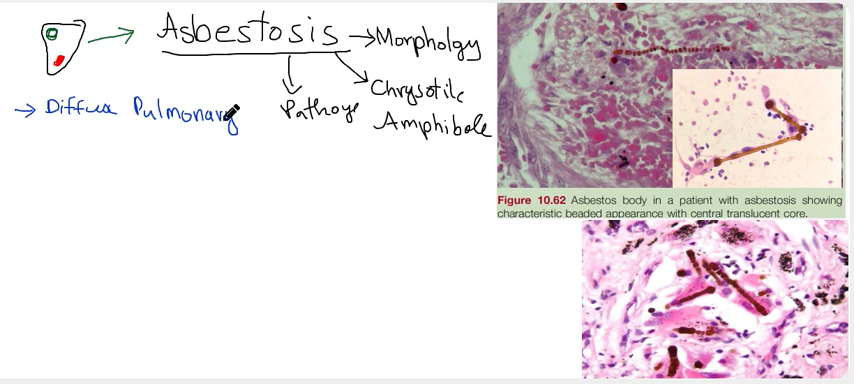 Asbestosis
Morpholgy
Chrysotile
Amphibole
Pathoge
→ Diffuse Pulmonary
Figure 10.62 Asbestos body in a patient with asbestosis showing
characteristic beaded appearance with central translucent core.